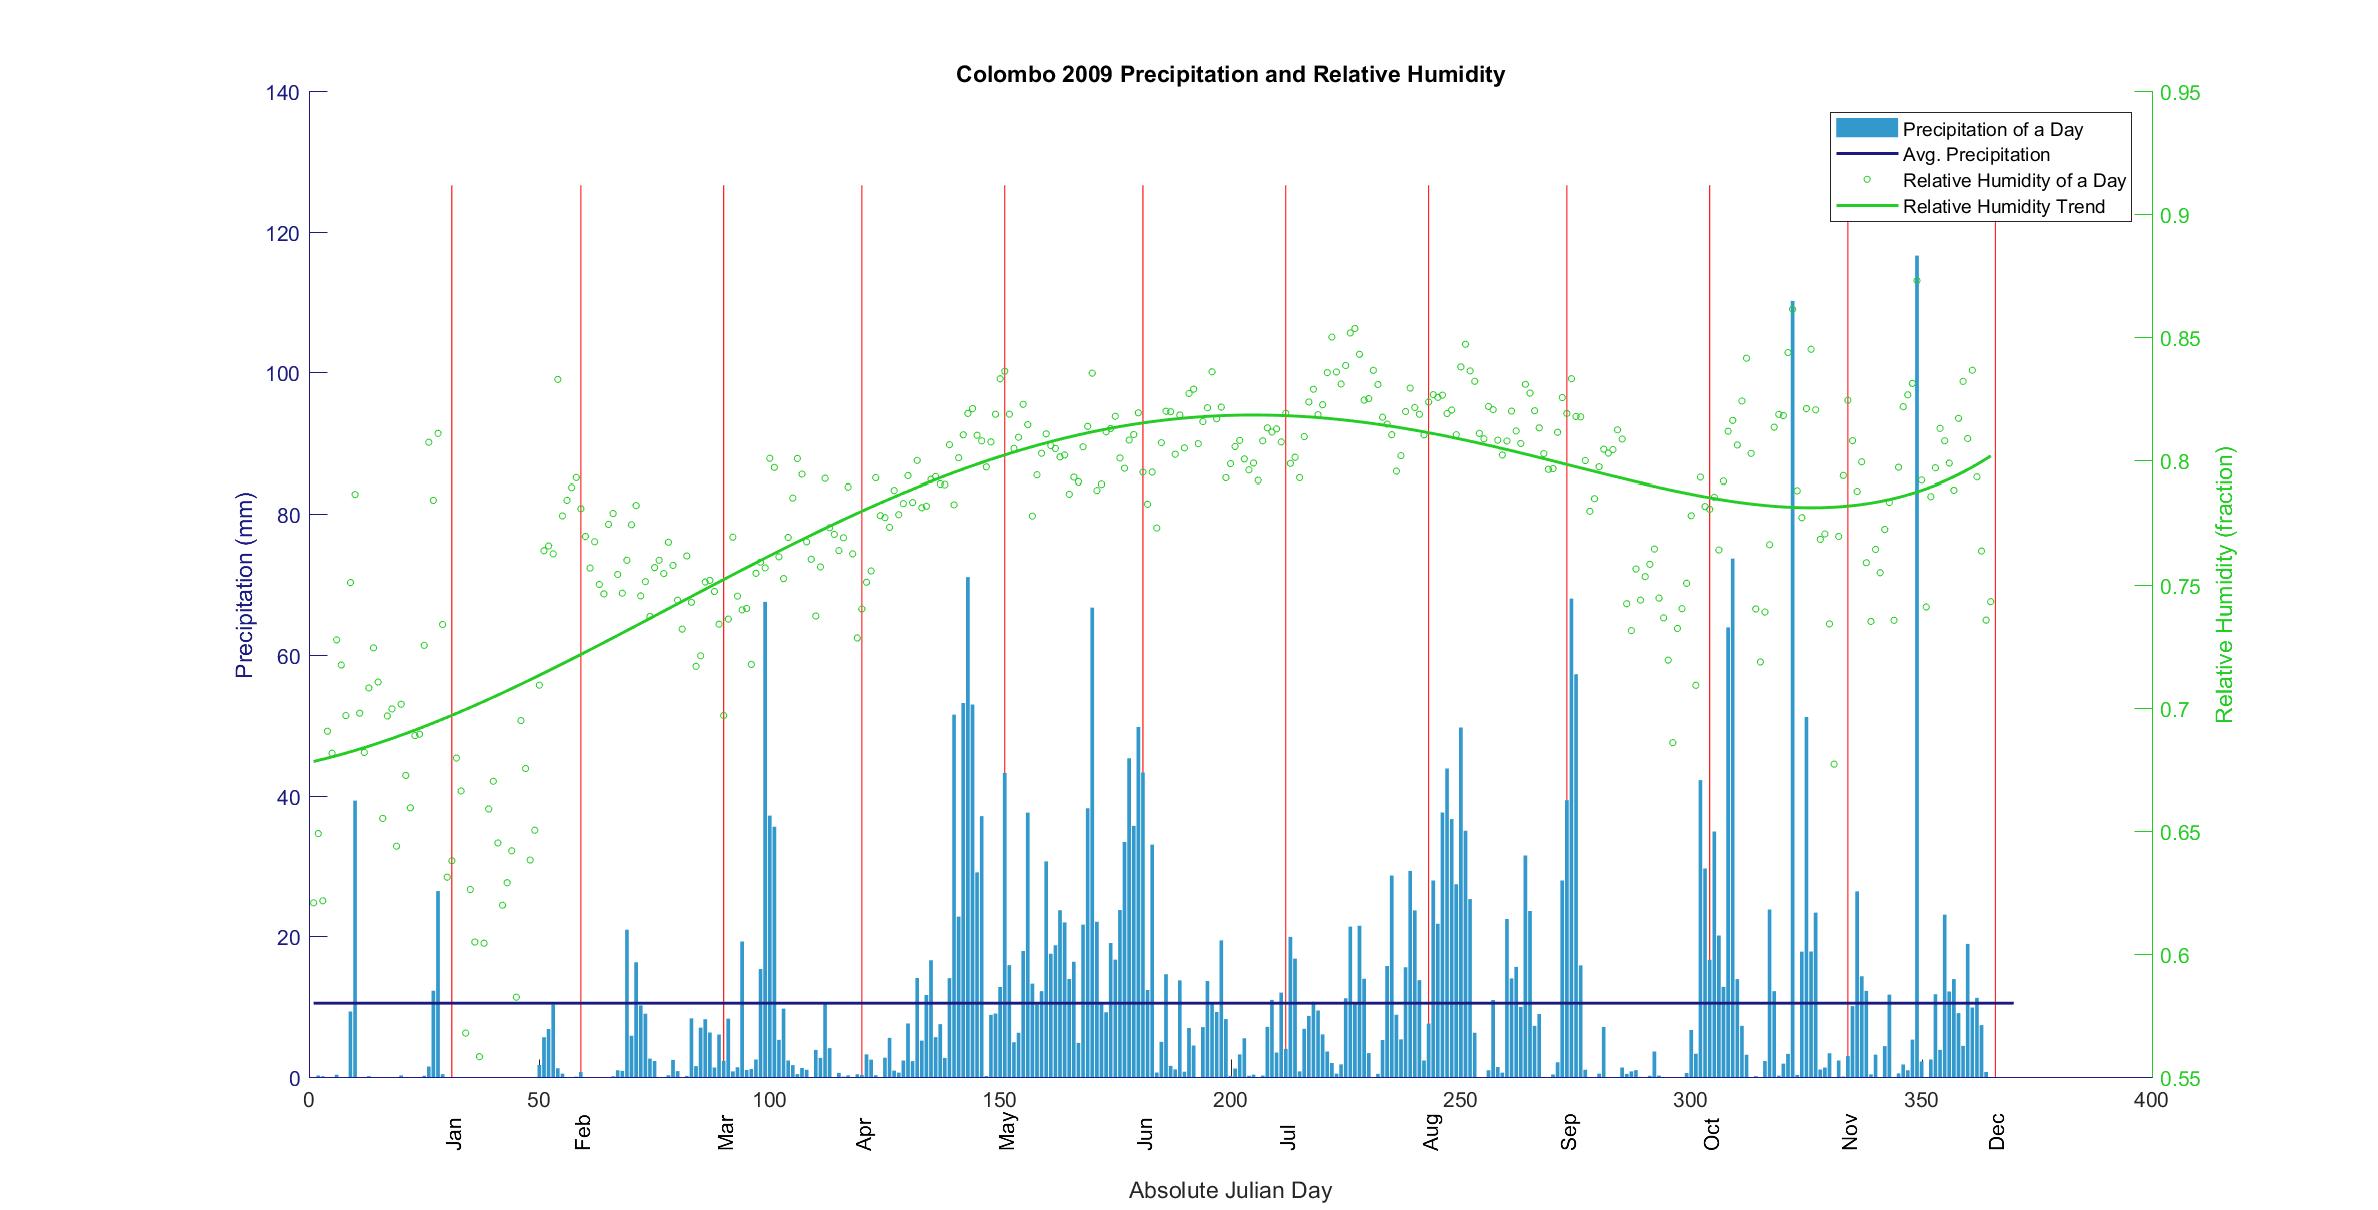 Colombo 2009 Precipitation and Relative Humidity
Precipitation of a Day
Avg. Precipitation
Relative Humidity of a Day
Relative Humidity Trend
Precipitation (mm)
140
120
100
80
60
40
20
0
Relative Humidity (fraction)
0.95
0.9
0.85
0.8
0.75
0.7
0.65
0.6
0.55
0 50 100 150 200 250 300 350 400
Jan Feb Mar Apr May Jun Jul Aug Sep Oct Nov Dec
Absolute Julian Day